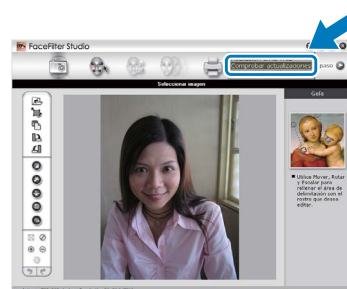 FaceFilter Studio
Comprobar actualizaciones
paso
Seleccionar imagen
Guía
Utilice Mover, Rotar
y Escalar para
rellenar el área de
delimitación con el
rostro que desea
editar.